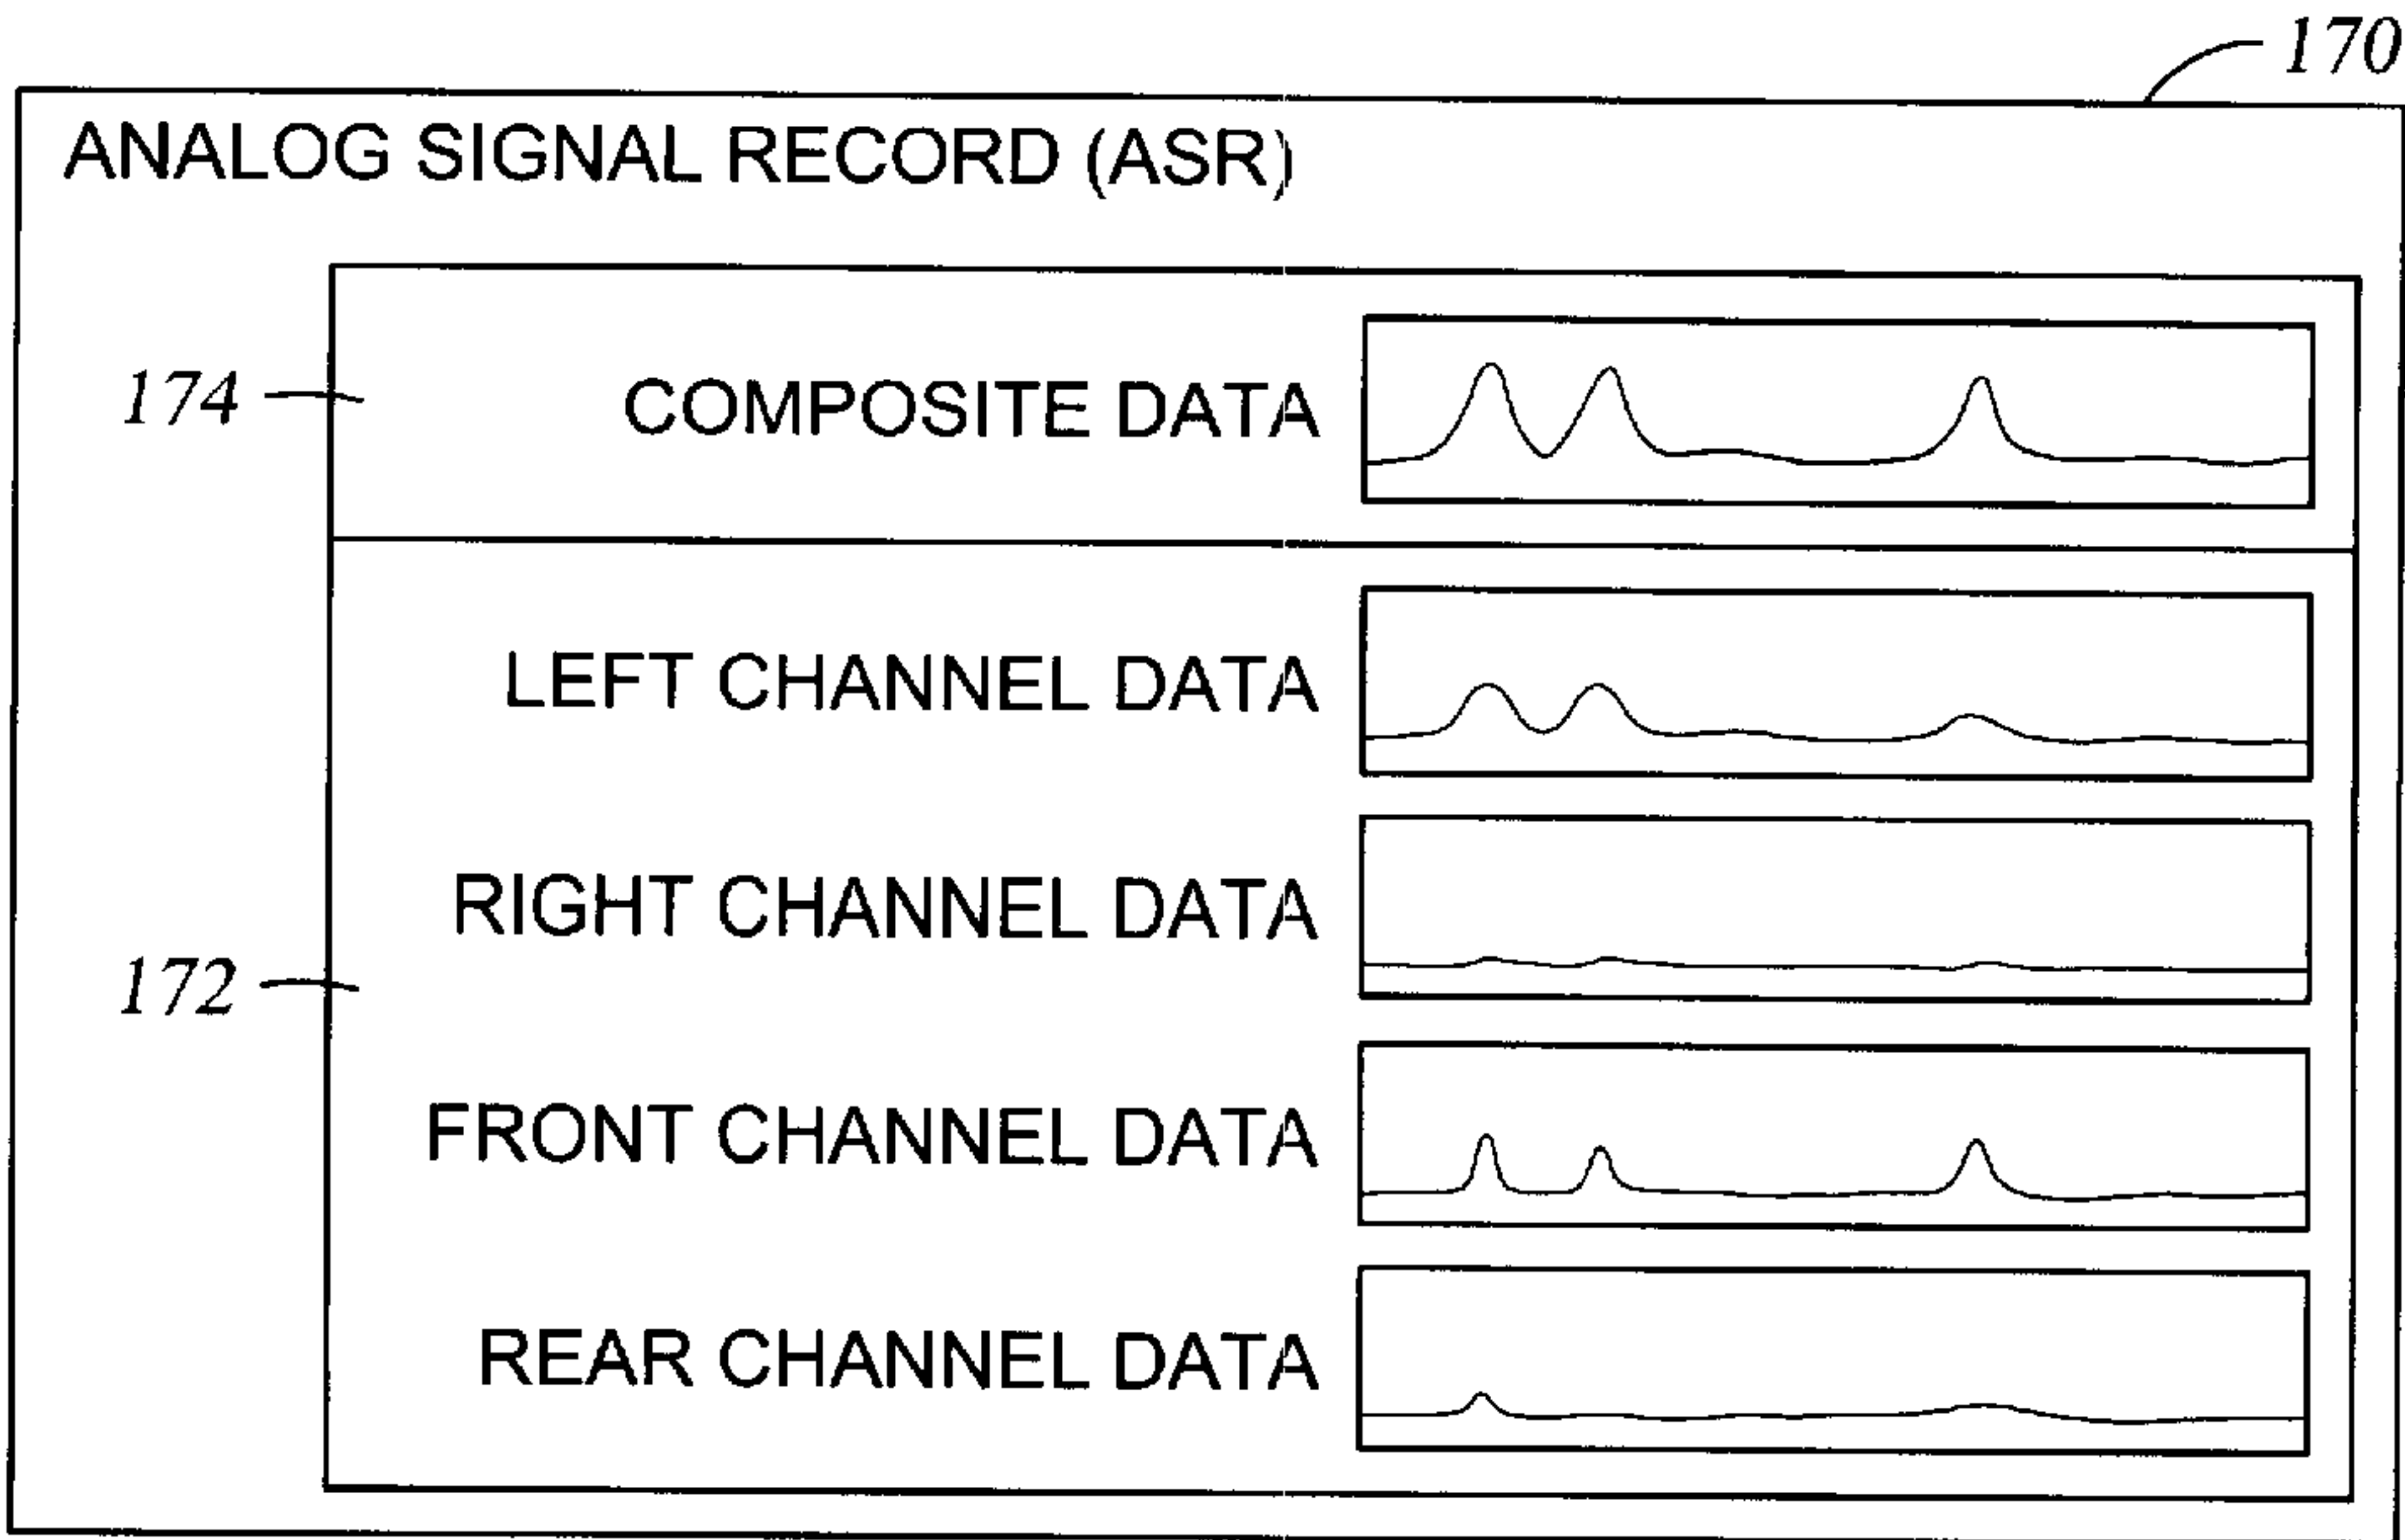 170
ANALOG SIGNAL RECORD (ASR)
174
COMPOSITE DATA
LEFT CHANNEL DATA
RIGHT CHANNEL DATA
172
FRONT CHANNEL DATA
REAR CHANNEL DATA